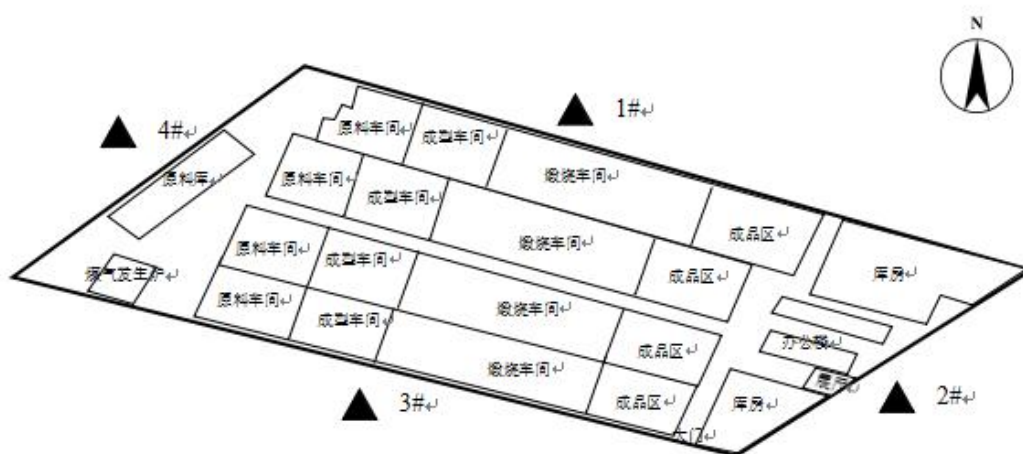 N
1#
4#
原料车间
成型车间
煅烧车间
成品区
原料库
原料车间
成型车间
煅烧车间
成品区
库房
原料车间
成型车间
煅烧车间
成品区
煤气发生炉
原料车间
成型车间
煅烧车间
成品区
办公楼
库房
大门
3#
2#